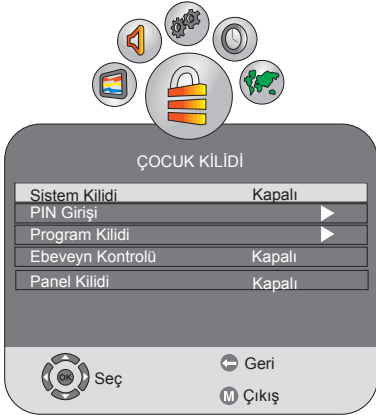 ÇOCUK KİLİDİ
Sistem Kilidi Kapalı
PIN Girişi
Program Kilidi
Ebeveyn Kontrolü Kapalı
Panel Kilidi Kapalı
OK Seç
Geri
M Çıkış